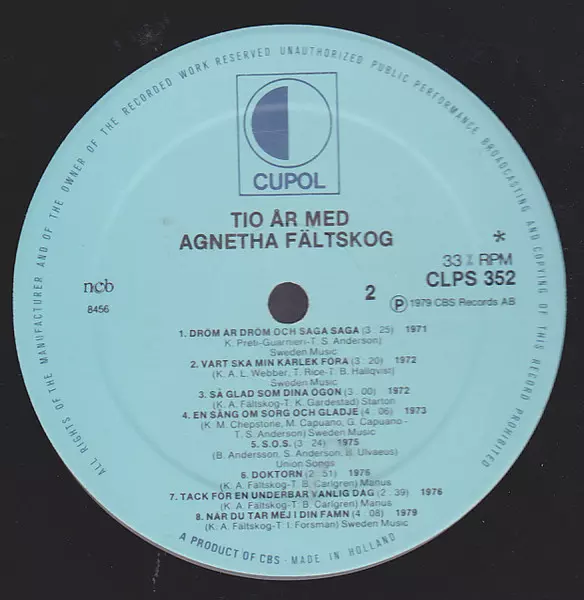 ALL RIGHTS OF THE MANUFACTURER AND OF THE OWNER OF THE RECORDED WORK RESERVED UNAUTHORIZED PUBLIC PERFORMANCE BROADCASTING AND COPYING OF THIS RECORD PROHIBITED
CUPOL
TIO ÅR MED
AGNETHA FÄLTSKOG
*
33⅓ RPM
CLPS 352
ncb
8456
2
Ⓟ 1979 CBS Records AB
1. DRÖM ÄR DRÖM OCH SAGA SAGA (3:25) 1971
K. Preti-Guarnieri-T. S. Anderson)
Sweden Music
2. VART SKA MIN KÄRLEK FÖRA (3:20) 1972
(K. A. L. Webber, T. Rice-T. B. Hallqvist)
Sweden Music
3. SÅ GLAD SOM DINA ÖGON (3:00) 1972
(K. A. Fältskog-T. K. Gärdestad) Starton
4. EN SÅNG OM SORG OCH GLÄDJE (4:06) 1973
(K. M. Chepstone, M. Capuano, G. Capuano -
T. S. Anderson) Sweden Music
5. S.O.S. (3:24) 1975
(B. Andersson, S. Anderson, B. Ulvaeus)
Union Songs
6. DOKTORN (2:51) 1976
(K. A. Fältskog-T. B. Carlgren) Manus
7. TACK FÖR EN UNDERBAR VANLIG DAG (2:39) 1976
(K. A. Fältskog-T. B. Carlgren) Manus
8. NÄR DU TAR MEJ I DIN FAMN (4:08) 1979
(K. A. Fältskog-T. I. Forsman) Sweden Music
A PRODUCT OF CBS - MADE IN HOLLAND